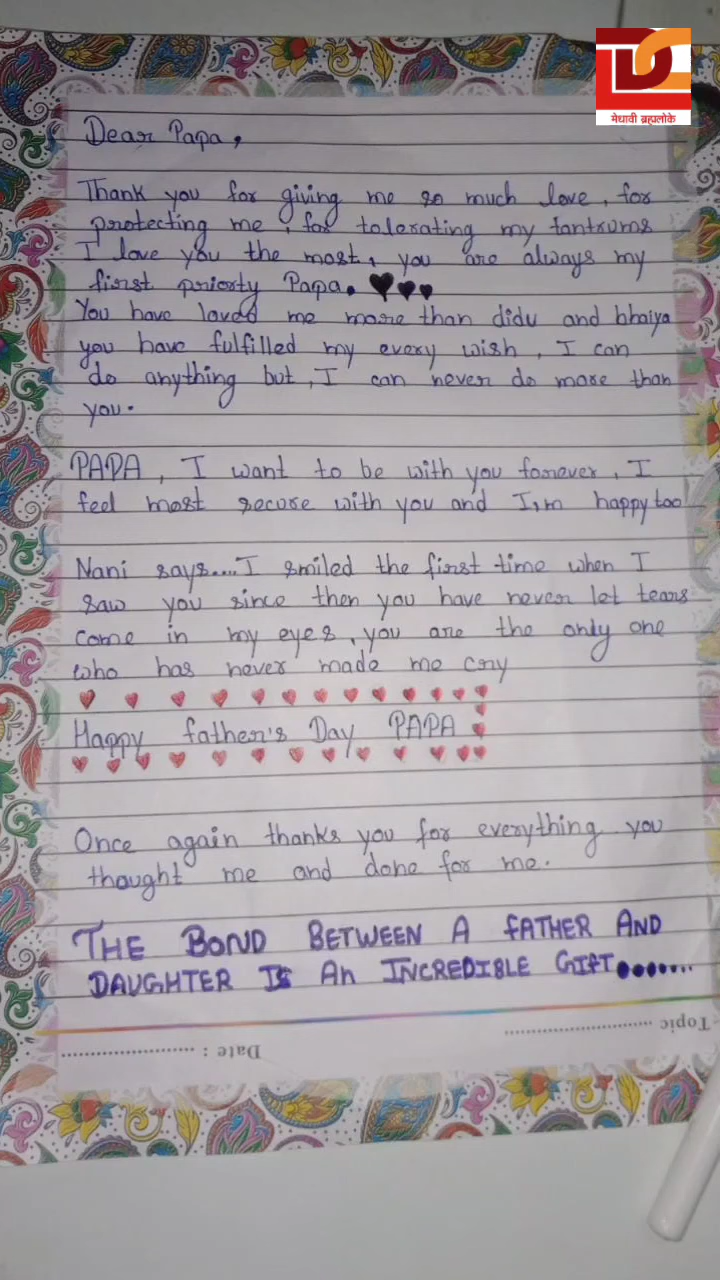 मेधावी ब्रह्मलोके
Dear Papa,
Thank you for giving me so much love, for
protecting me, for tolerating my tantrums
I love you the most, you are always my
first priorty Papa.
You have loved me more than didu and bhaiya
you have fulfilled my every wish, I can
do anything but, I can never do more than
you.
PAPA, I want to be with you forever, I
feel most secure with you and I,m happy too
Nani says....I smiled the first time when I
saw you since then you have never let tears
come in my eyes, you are the only one
who has never made me cry
Happy father's Day PAPA
Once again thanks you for everything you
thought me and done for me.
THE BOND BETWEEN A FATHER AND
DAUGHTER IS AN INCREDIBLE GIFT.......
Topic ............................
Date : ..........................